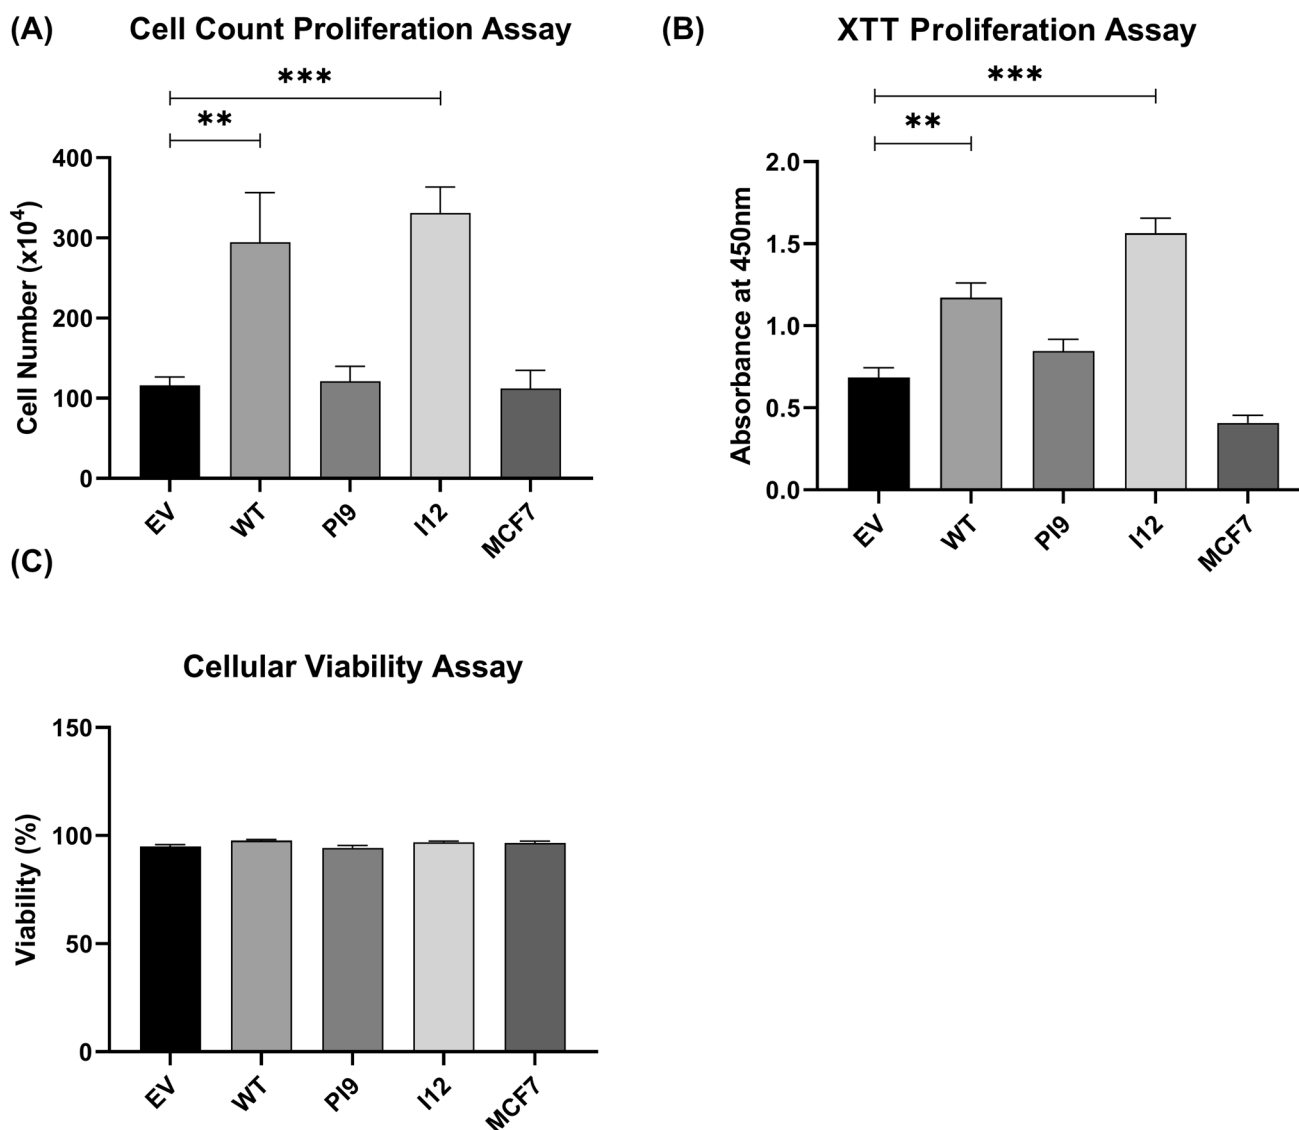 (A) Cell Count Proliferation Assay
***
**
400
300
200
100
0
Cell Number (x10⁴)
EV WT PI9 I12 MCF7
(B) XTT Proliferation Assay
***
**
2.0
1.5
1.0
0.5
0.0
Absorbance at 450nm
EV WT PI9 I12 MCF7
(C)
Cellular Viability Assay
150
100
50
0
Viability (%)
EV WT PI9 I12 MCF7